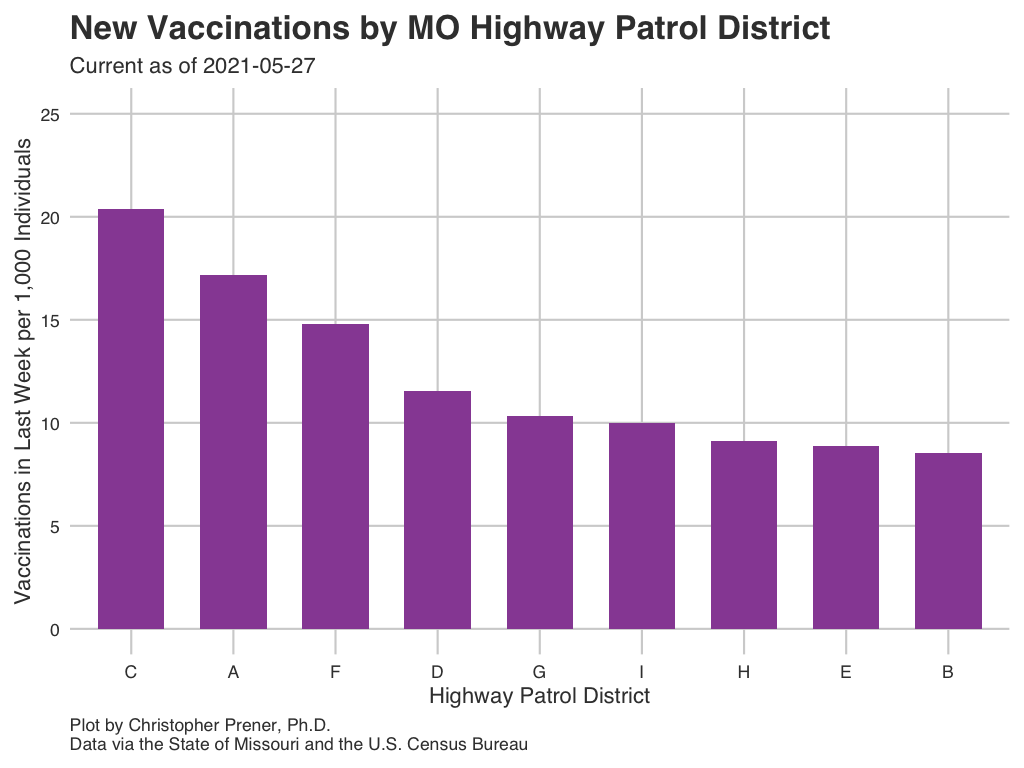 New Vaccinations by MO Highway Patrol District
Current as of 2021-05-27
Vaccinations in Last Week per 1,000 Individuals
25
20
15
10
5
0
C A F D G I H E B
Highway Patrol District
Plot by Christopher Prener, Ph.D.
Data via the State of Missouri and the U.S. Census Bureau